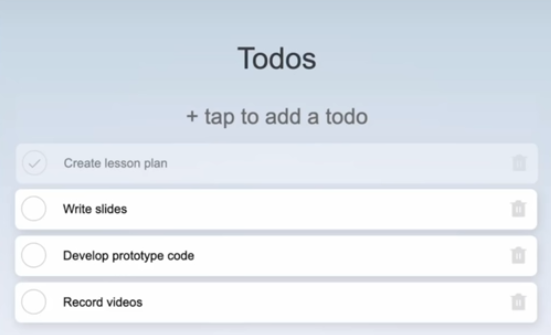 Todos
+ tap to add a todo
Create lesson plan
Write slides
Develop prototype code
Record videos